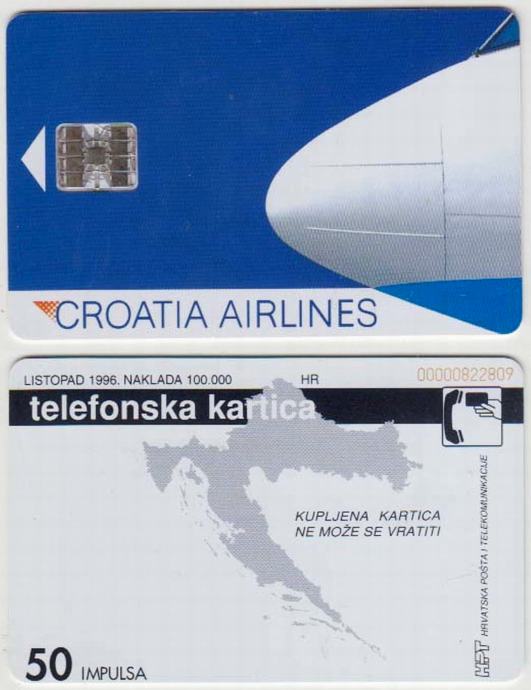 CROATIA AIRLINES
LISTOPAD 1996. NAKLADA 100.000 HR 00000822809
telefonska kartica
KUPLJENA KARTICA
NE MOŽE SE VRATITI
HRVATSKA POŠTA I TELEKOMUNIKACIJE
HPT
50 IMPULSA